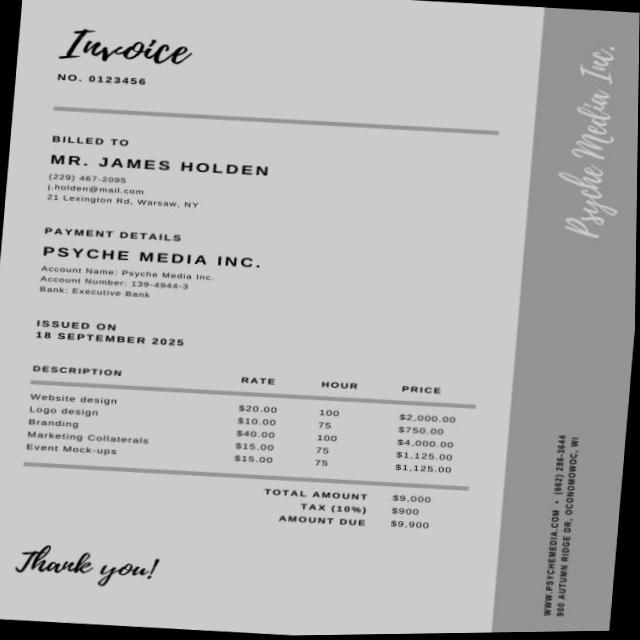 Invoice
NO. 0123456
BILLED TO
MR. JAMES HOLDEN
(229) 467-2095
j.holden@mail.com
21 Lexington Rd, Warsaw, NY
PAYMENT DETAILS
PSYCHE MEDIA INC.
Account Name: Psyche Media Inc.
Account Number: 139-4944-3
Bank: Executive Bank
ISSUED ON
18 SEPTEMBER 2025
DESCRIPTION RATE HOUR PRICE
Website design $20.00 100 $2,000.00
Logo design $10.00 75 $750.00
Branding $40.00 100 $4,000.00
Marketing Collaterals $15.00 75 $1,125.00
Event Mock-ups $15.00 75 $1,125.00
TOTAL AMOUNT $9,000
TAX (10%) $900
AMOUNT DUE $9,900
Thank you!
Psyche Media Inc.
WWW.PSYCHEMEDIA.COM • (662) 286-3644
900 AUTUMN RIDGE DR, OCONOMOWOC, WI